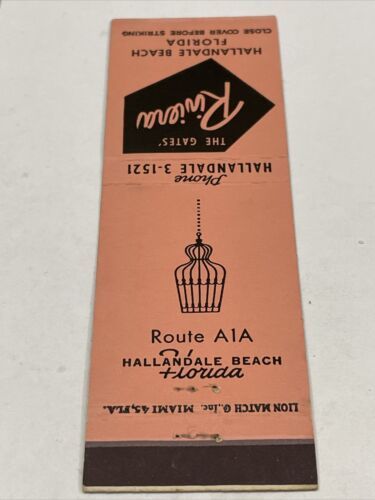 THE GATES'
Riviera
HALLANDALE BEACH
FLORIDA
CLOSE COVER BEFORE STRIKING
Phone
HALLANDALE 3-1521
Route A1A
HALLANDALE BEACH
Florida
LION MATCH Co., Inc. MIAMI 45, FLA.